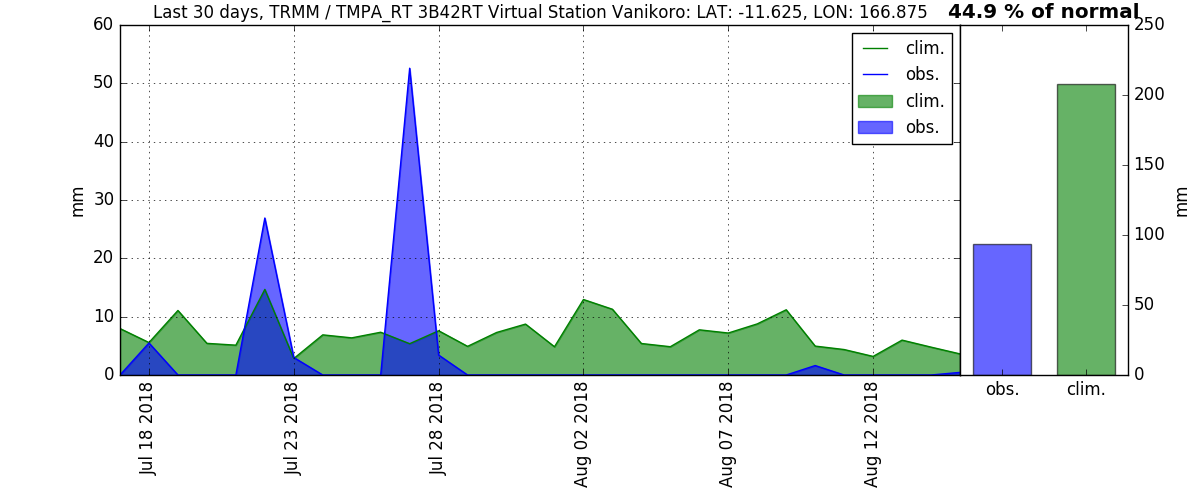 Last 30 days, TRMM / TMPA_RT 3B42RT Virtual Station Vanikoro: LAT: -11.625, LON: 166.875
44.9 % of normal
60
50
40
30
20
10
0
mm
clim.
obs.
clim.
obs.
Jul 18 2018
Jul 23 2018
Jul 28 2018
Aug 02 2018
Aug 07 2018
Aug 12 2018
250
200
150
100
50
0
mm
obs.
clim.